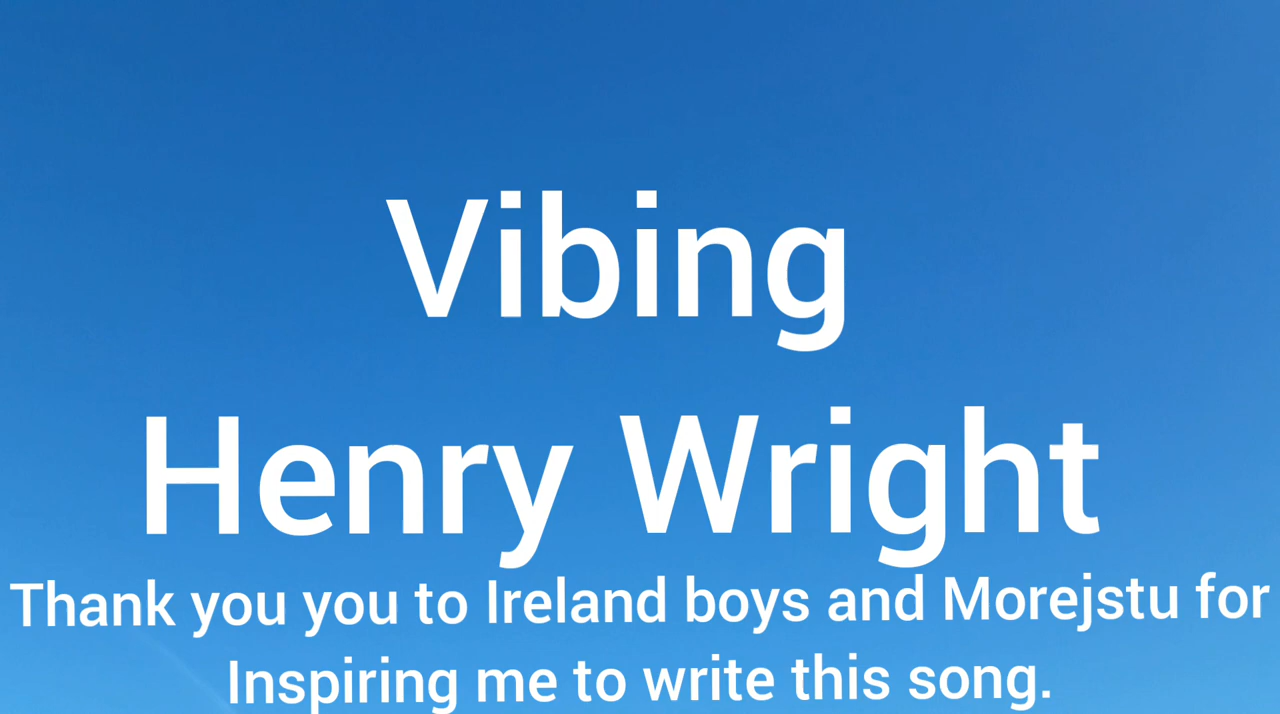 Vibing
Henry Wright
Thank you you to Ireland boys and Morejstu for
Inspiring me to write this song.